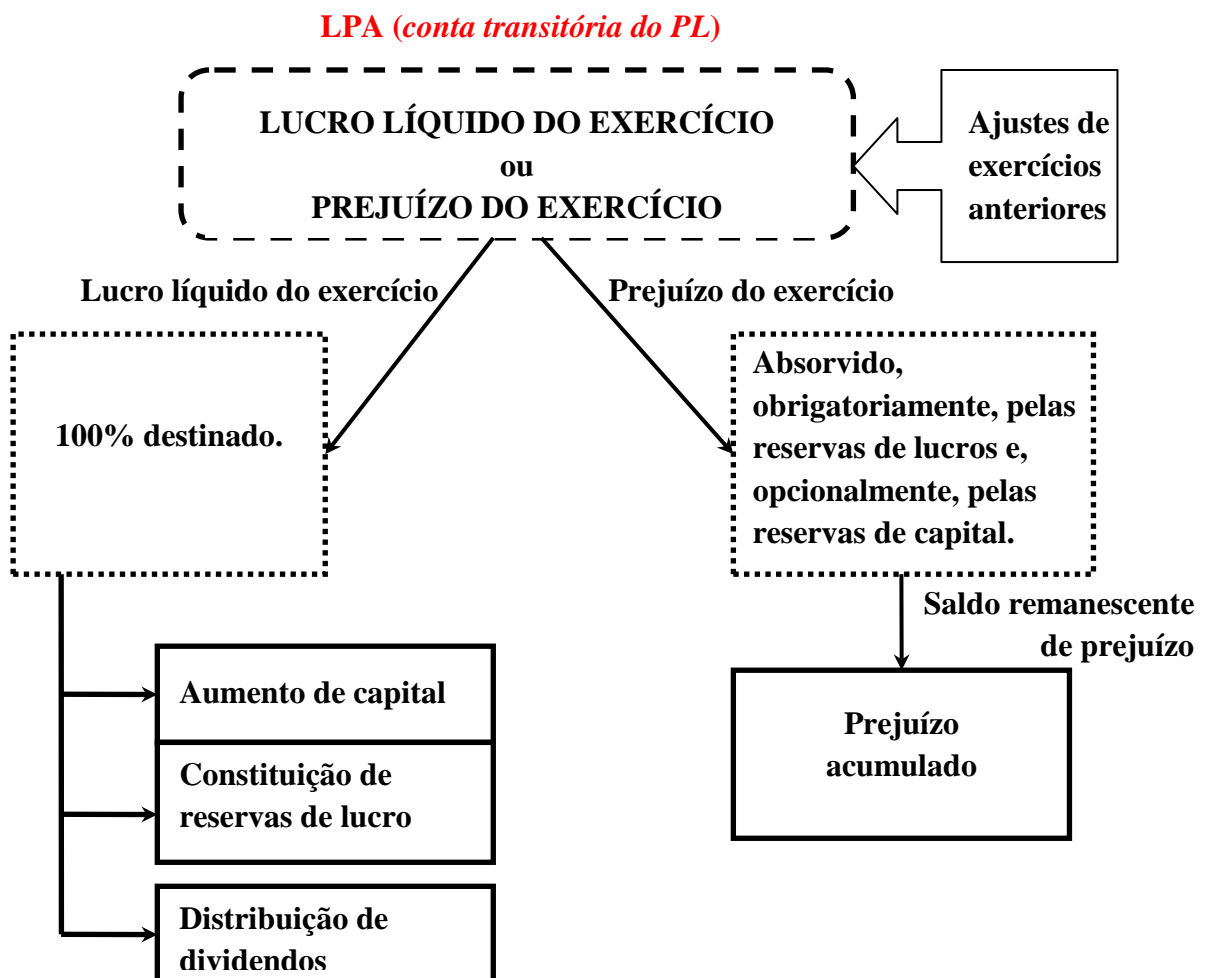 LPA (conta transitória do PL)
LUCRO LÍQUIDO DO EXERCÍCIO
ou
PREJUÍZO DO EXERCÍCIO
Ajustes de
exercícios
anteriores
Lucro líquido do exercício
Prejuízo do exercício
100% destinado.
Absorvido,
obrigatoriamente, pelas
reservas de lucros e,
opcionalmente, pelas
reservas de capital.
Saldo remanescente
de prejuízo
Aumento de capital
Constituição de
reservas de lucro
Distribuição de
dividendos
Prejuízo
acumulado